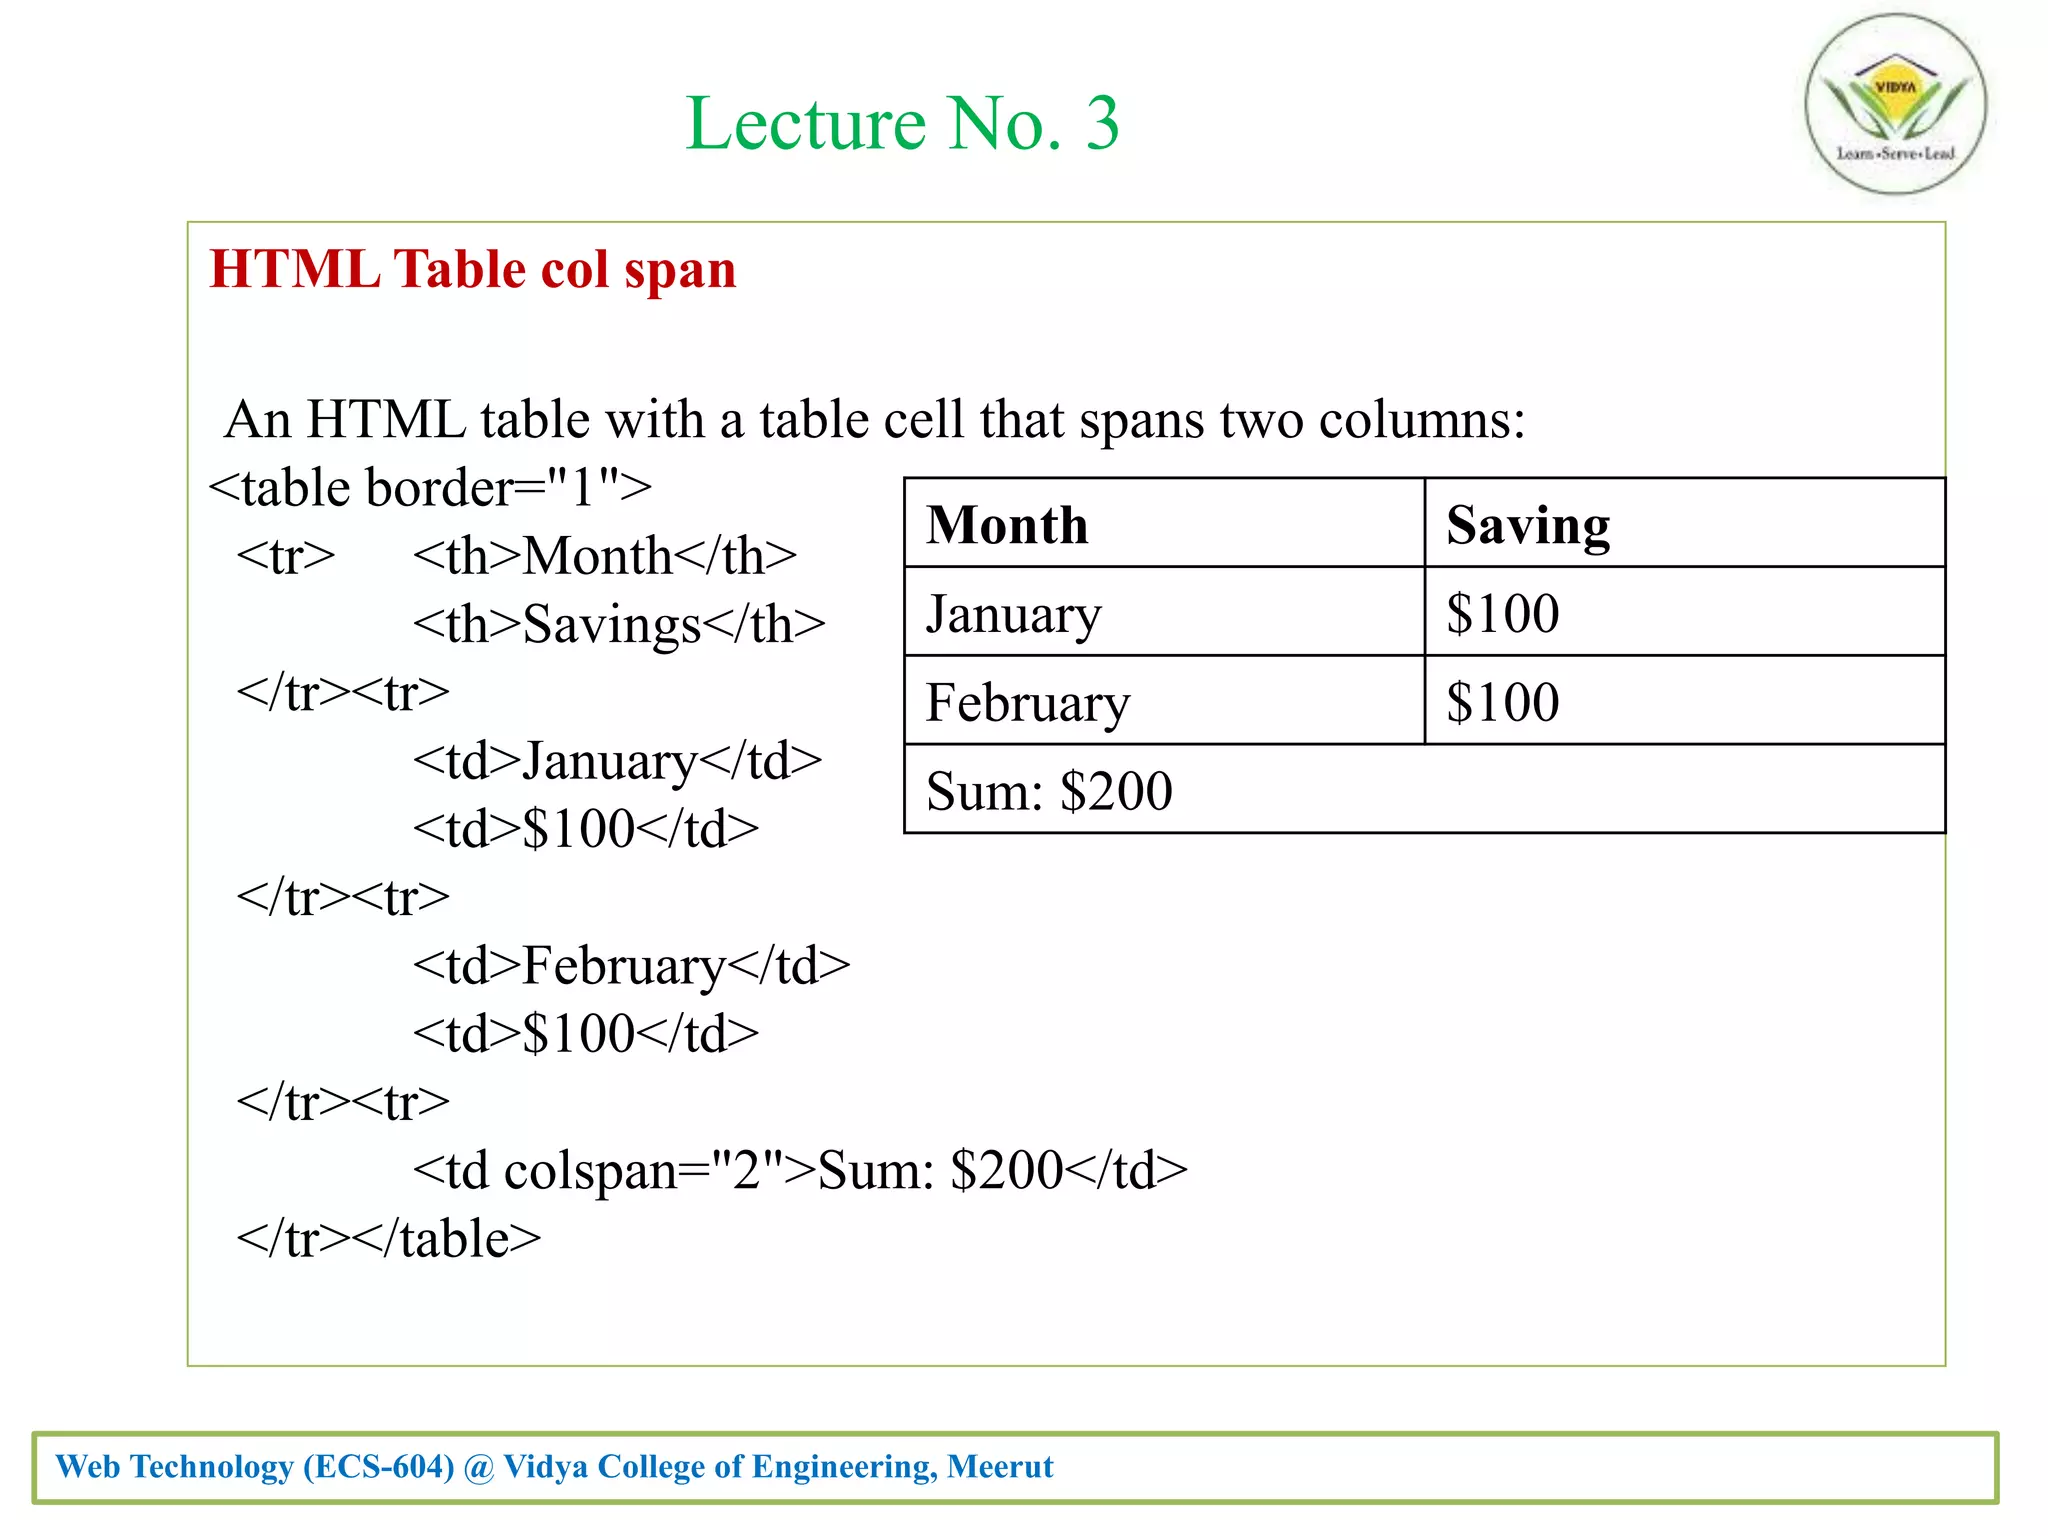 Lecture No. 3
VIDYA
Learn•Serve•Lead
HTML Table col span
An HTML table with a table cell that spans two columns:
<table border="1">
<tr> <th>Month</th>
<th>Savings</th>
</tr><tr>
<td>January</td>
<td>$100</td>
</tr><tr>
<td>February</td>
<td>$100</td>
</tr><tr>
<td colspan="2">Sum: $200</td>
</tr></table>
Month Saving
January $100
February $100
Sum: $200
Web Technology (ECS-604) @ Vidya College of Engineering, Meerut